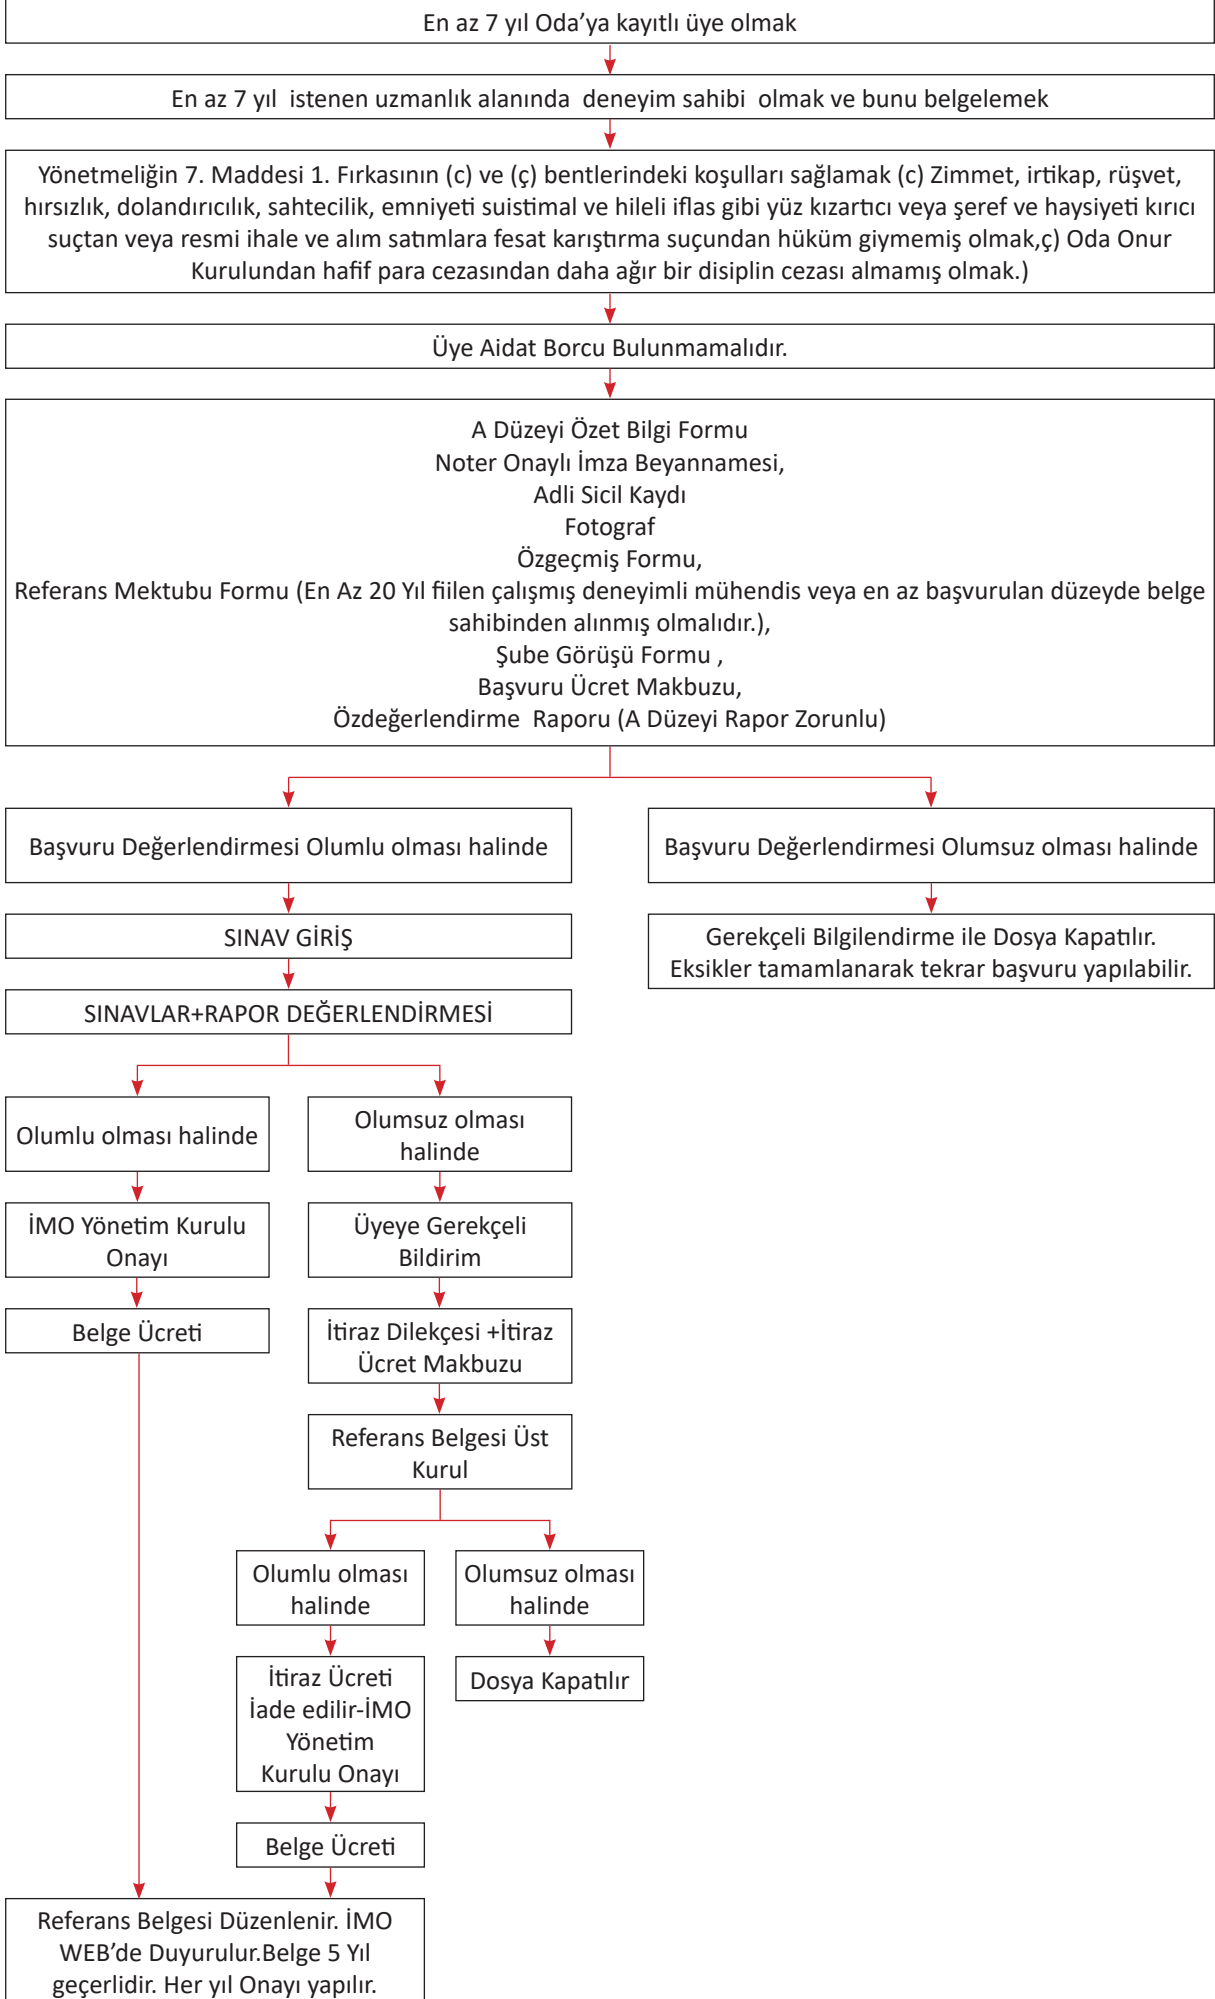 En az 7 yıl Oda’ya kayıtlı üye olmak
En az 7 yıl  istenen uzmanlık alanında  deneyim sahibi  olmak ve bunu belgelemek
Yönetmeliğin 7. Maddesi 1. Fırkasının (c) ve (ç) bentlerindeki koşulları sağlamak (c) Zimmet, irtikap, rüşvet,
hırsızlık, dolandırıcılık, sahtecilik, emniyeti suistimal ve hileli iflas gibi yüz kızartıcı veya şeref ve haysiyeti kırıcı
suçtan veya resmi ihale ve alım satımlara fesat karıştırma suçundan hüküm giymemiş olmak,ç) Oda Onur
Kurulundan hafif para cezasından daha ağır bir disiplin cezası almamış olmak.)
Üye Aidat Borcu Bulunmamalıdır.
A Düzeyi Özet Bilgi Formu
Noter Onaylı İmza Beyannamesi,
Adli Sicil Kaydı
Fotograf
Özgeçmiş Formu,
Referans Mektubu Formu (En Az 20 Yıl fiilen çalışmış deneyimli mühendis veya en az başvurulan düzeyde belge
sahibinden alınmış olmalıdır.),
Şube Görüşü Formu ,
Başvuru Ücret Makbuzu,
Özdeğerlendirme  Raporu (A Düzeyi Rapor Zorunlu)
Başvuru Değerlendirmesi Olumlu olması halinde
Başvuru Değerlendirmesi Olumsuz olması halinde
SINAV GİRİŞ
Gerekçeli Bilgilendirme ile Dosya Kapatılır.
Eksikler tamamlanarak tekrar başvuru yapılabilir.
SINAVLAR+RAPOR DEĞERLENDİRMESİ
Olumlu olması halinde
Olumsuz olması
halinde
İMO Yönetim Kurulu
Onayı
Üyeye Gerekçeli
Bildirim
Belge Ücreti
İtiraz Dilekçesi +İtiraz
Ücret Makbuzu
Referans Belgesi Üst
Kurul
Olumlu olması
halinde
Olumsuz olması
halinde
İtiraz Ücreti
İade edilir-İMO
Yönetim
Kurulu Onayı
Dosya Kapatılır
Belge Ücreti
Referans Belgesi Düzenlenir. İMO
WEB’de Duyurulur.Belge 5 Yıl
geçerlidir. Her yıl Onayı yapılır.